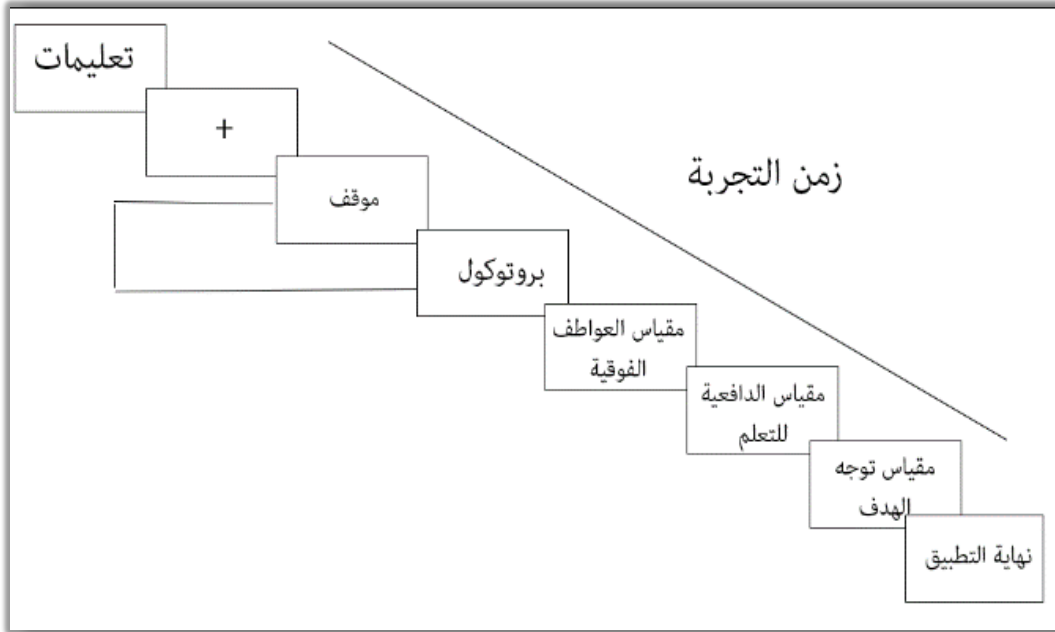 تعليمات
+
موقف
زمن التجربة
بروتوكول
مقياس العواطف
الفوقية
مقياس الدافعية
للتعلم
مقياس توجه
الهدف
نهاية التطبيق